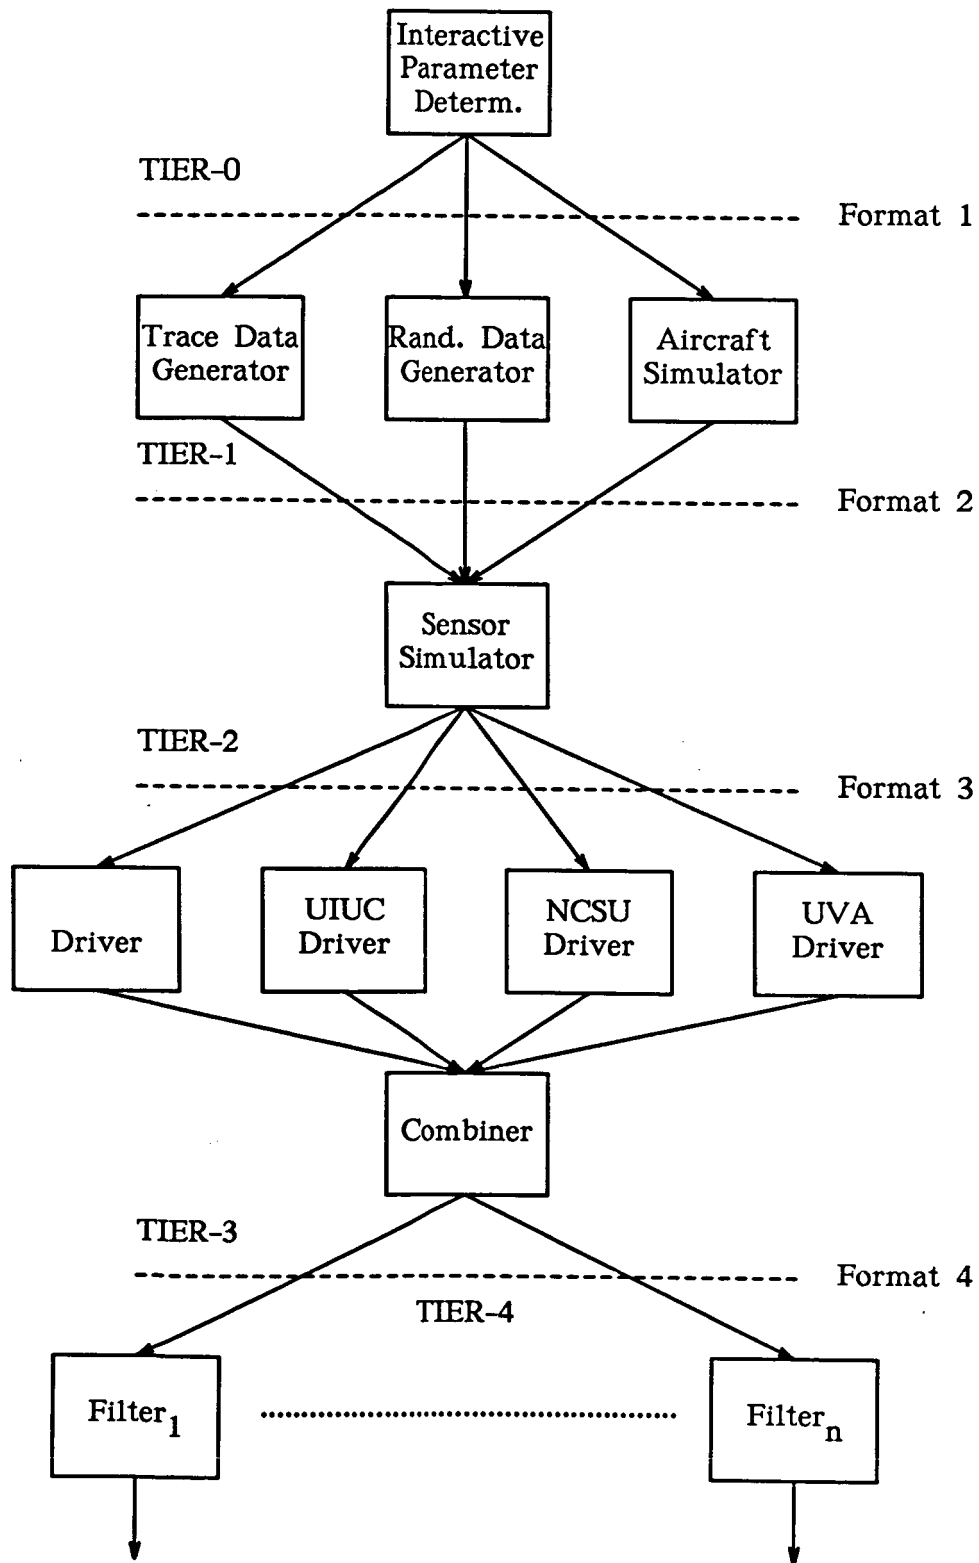 Interactive
Parameter
Determ.
TIER-0
Format 1
Trace Data
Generator
Rand. Data
Generator
Aircraft
Simulator
TIER-1
Format 2
Sensor
Simulator
TIER-2
Format 3
Driver
UIUC
Driver
NCSU
Driver
UVA
Driver
Combiner
TIER-3
Format 4
TIER-4
Filter1
Filtern